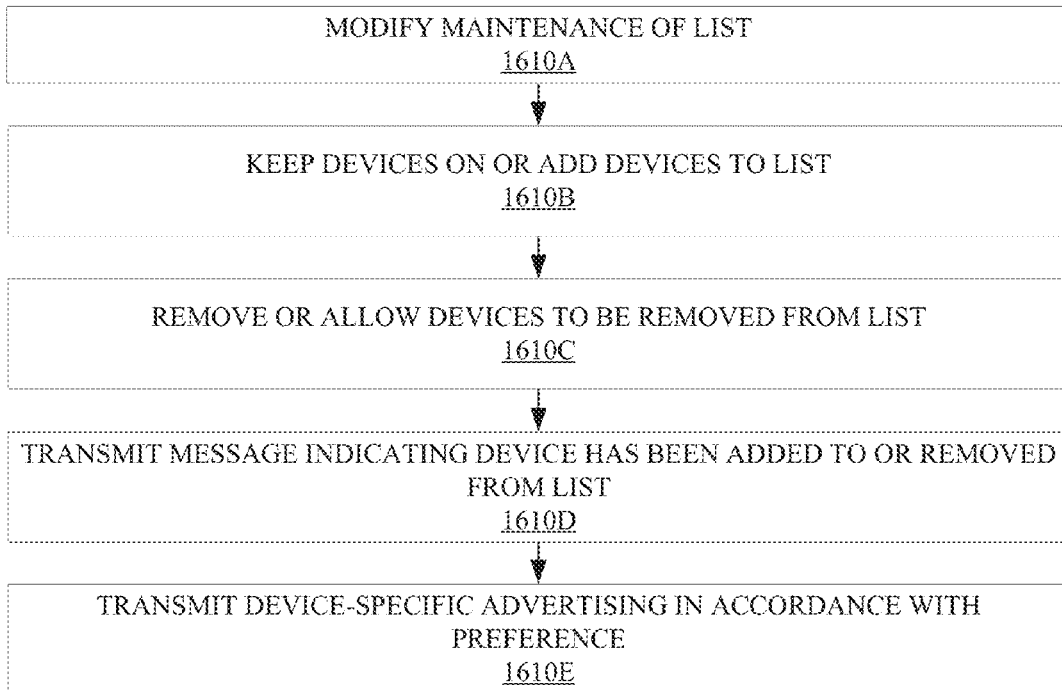 MODIFY MAINTENANCE OF LIST
1610A
KEEP DEVICES ON OR ADD DEVICES TO LIST
1610B
REMOVE OR ALLOW DEVICES TO BE REMOVED FROM LIST
1610C
TRANSMIT MESSAGE INDICATING DEVICE HAS BEEN ADDED TO OR REMOVED
FROM LIST
1610D
TRANSMIT DEVICE-SPECIFIC ADVERTISING IN ACCORDANCE WITH
PREFERENCE
1610E